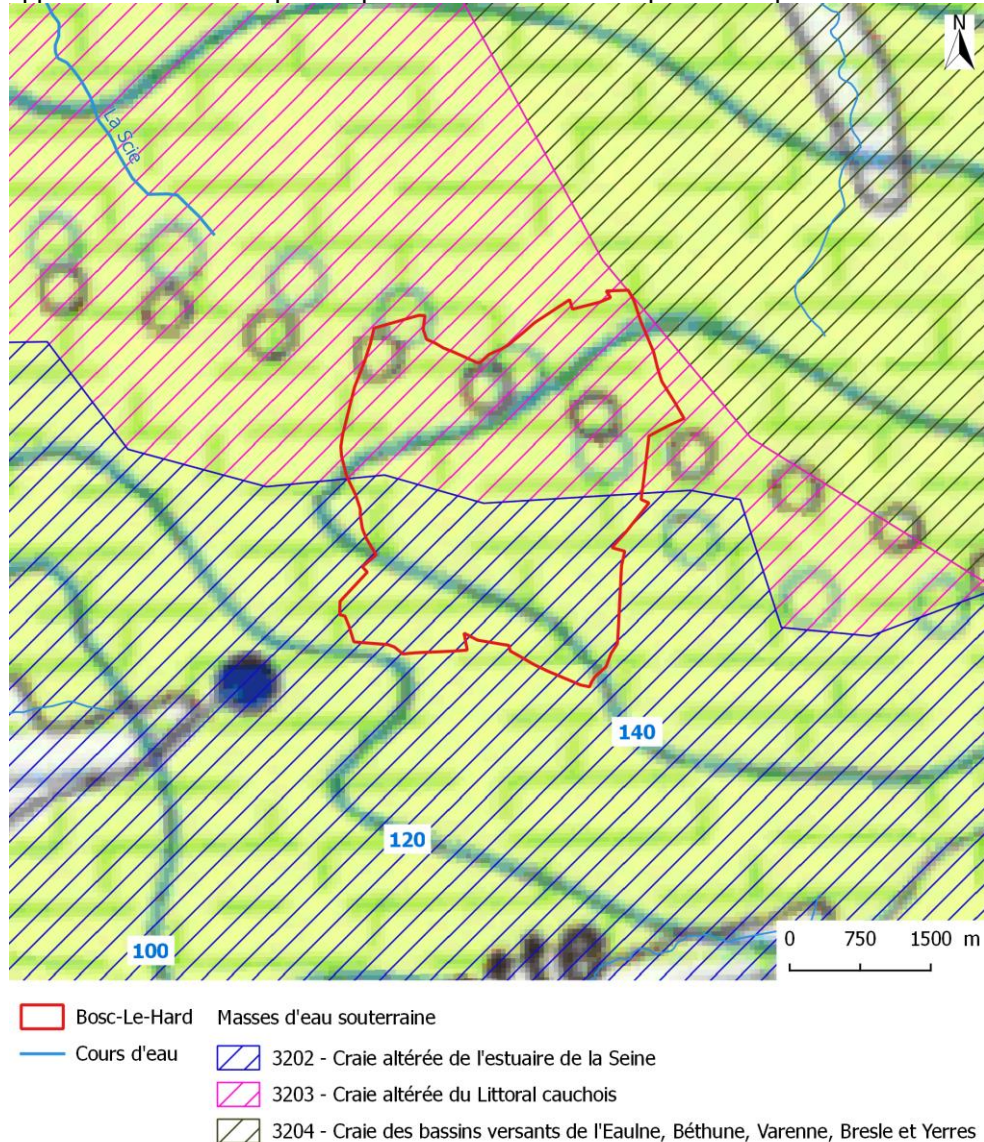 N
La Scie
140
120
100
0 750 1500 m
Bosc-Le-Hard
Cours d'eau
Masses d'eau souterraine
3202 - Craie altérée de l'estuaire de la Seine
3203 - Craie altérée du Littoral cauchois
3204 - Craie des bassins versants de l'Eaulne, Béthune, Varenne, Bresle et Yerres